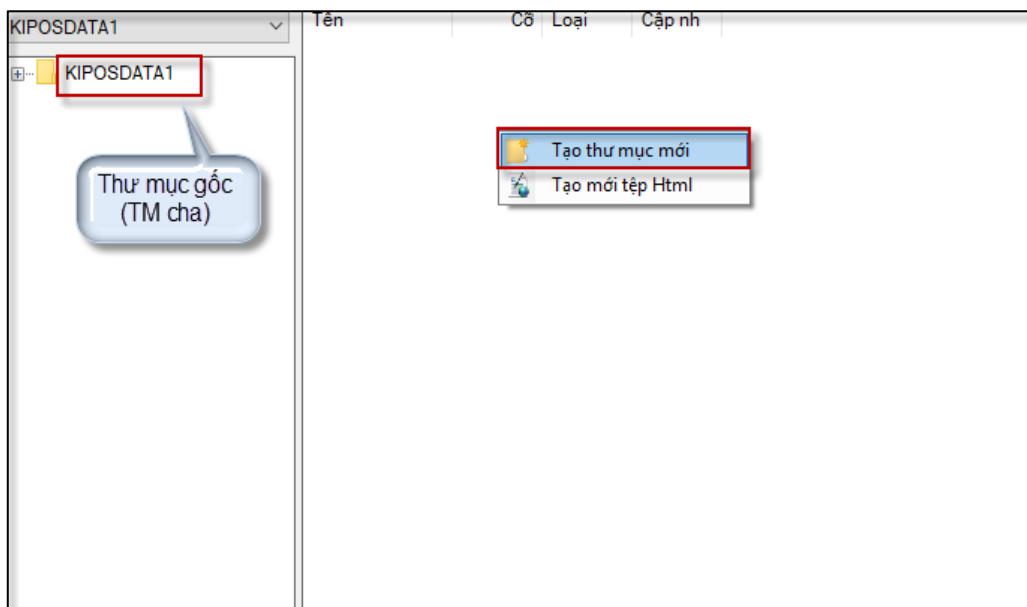 KIPOSDATA1
Tên Cỡ Loại Cập nh
KIPOSDATA1
Thư mục gốc
(TM cha)
Tạo thư mục mới
Tạo mới tệp Html